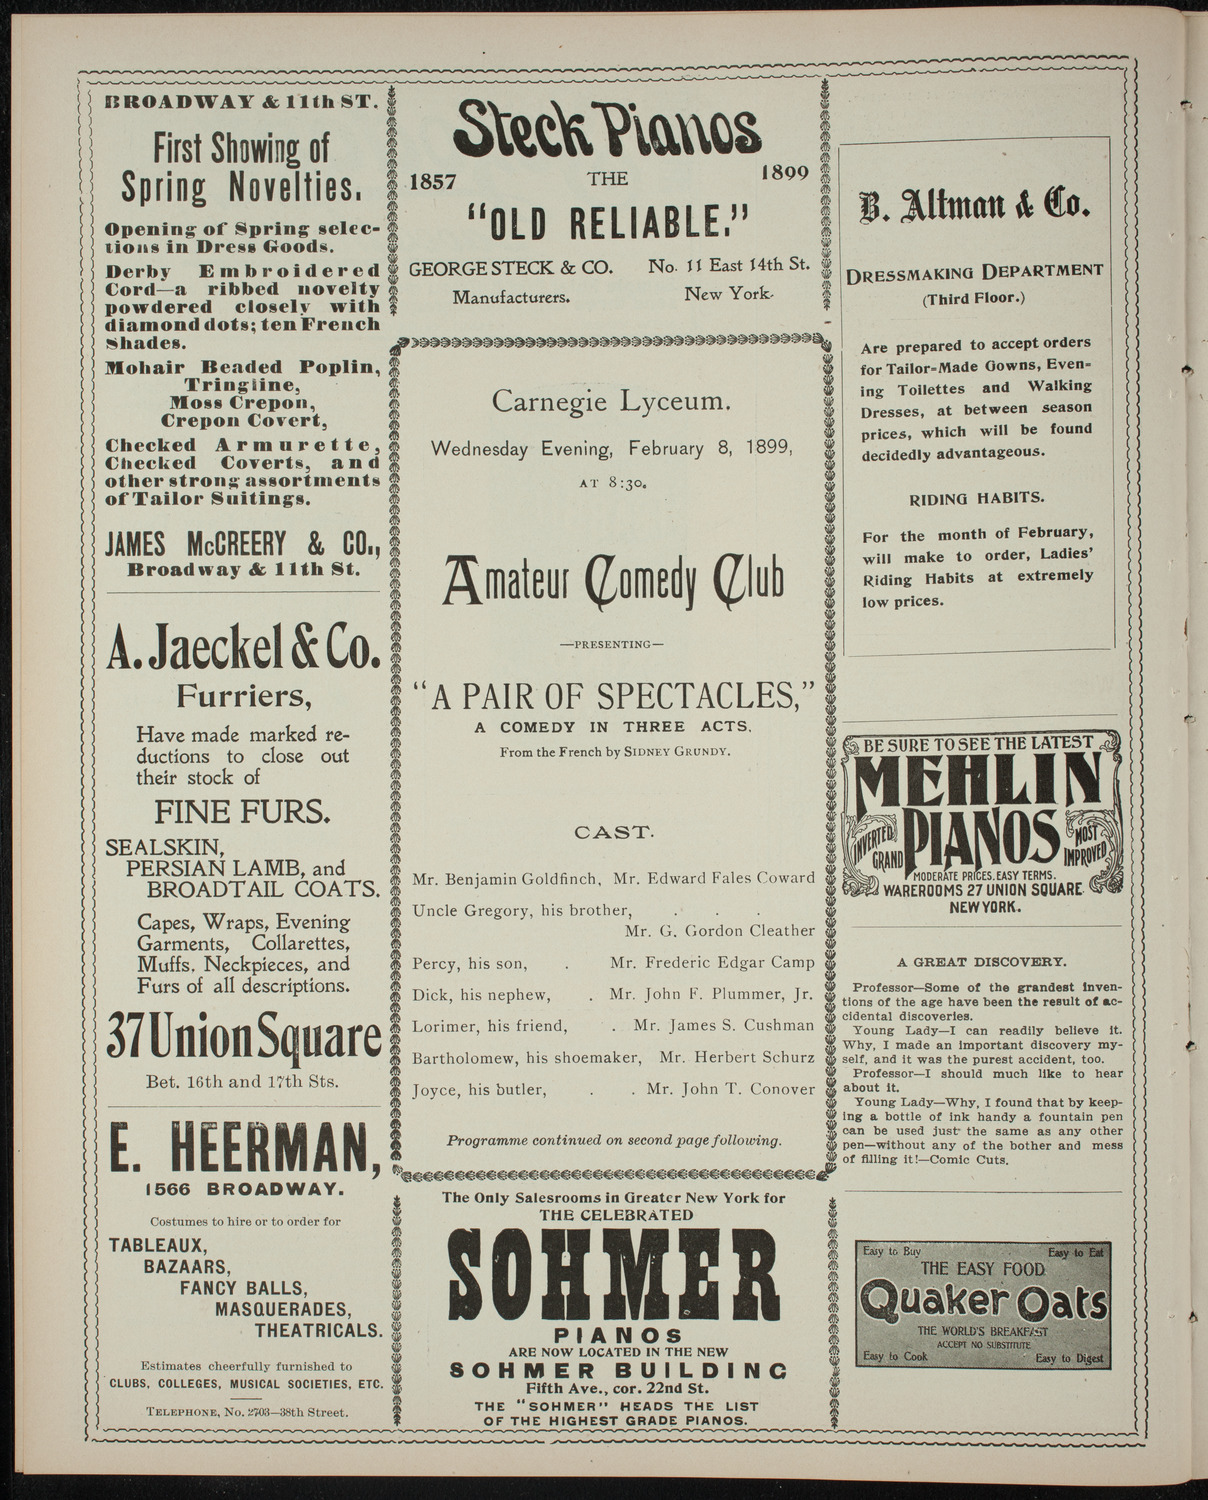 BROADWAY & 11th ST.
First Showing of
Spring Novelties.
Opening of Spring selec-
tions in Dress Goods.
Derby Embroidered
Cord—a ribbed novelty
powdered closely with
diamond dots; ten French
Shades.
Mohair Beaded Poplin,
Tringline,
Moss Crepon,
Crepon Covert,
Checked Armurette,
Checked Coverts, and
other strong assortments
of Tailor Suitings.
JAMES McCREERY & CO.,
Broadway & 11th St.
A. Jaeckel & Co.
Furriers,
Have made marked re-
ductions to close out
their stock of
FINE FURS.
SEALSKIN,
PERSIAN LAMB, and
BROADTAIL COATS.
Capes, Wraps, Evening
Garments, Collarettes,
Muffs, Neckpieces, and
Furs of all descriptions.
37 Union Square
Bet. 16th and 17th Sts.
E. HEERMAN,
1566 BROADWAY.
Costumes to hire or to order for
TABLEAUX,
BAZAARS,
FANCY BALLS,
MASQUERADES,
THEATRICALS.
Estimates cheerfully furnished to
CLUBS, COLLEGES, MUSICAL SOCIETIES, ETC.
TELEPHONE, No. 2703—38th Street.
Steck Pianos
1857 THE 1899
"OLD RELIABLE."
GEORGE STECK & CO. No. 11 East 14th St.
Manufacturers. New York.
Carnegie Lyceum.
Wednesday Evening, February 8, 1899,
AT 8:30.
Amateur Comedy Club
—PRESENTING—
"A PAIR OF SPECTACLES,"
A COMEDY IN THREE ACTS.
From the French by SIDNEY GRUNDY.
CAST.
Mr. Benjamin Goldfinch, Mr. Edward Fales Coward
Uncle Gregory, his brother, . . .
Mr. G. Gordon Cleather
Percy, his son, . Mr. Frederic Edgar Camp
Dick, his nephew, . Mr. John F. Plummer, Jr.
Lorimer, his friend, . Mr. James S. Cushman
Bartholomew, his shoemaker, Mr. Herbert Schurz
Joyce, his butler, . . Mr. John T. Conover
Programme continued on second page following.
The Only Salesrooms in Greater New York for
THE CELEBRATED
SOHMER
PIANOS
ARE NOW LOCATED IN THE NEW
SOHMER BUILDING
Fifth Ave., cor. 22nd St.
THE "SOHMER" HEADS THE LIST
OF THE HIGHEST GRADE PIANOS.
B. Altman & Co.
DRESSMAKING DEPARTMENT
(Third Floor.)
Are prepared to accept orders
for Tailor-Made Gowns, Even-
ing Toilettes and Walking
Dresses, at between season
prices, which will be found
decidedly advantageous.
RIDING HABITS.
For the month of February,
will make to order, Ladies'
Riding Habits at extremely
low prices.
BE SURE TO SEE THE LATEST
MEHLIN
PIANOS
INVERTED
GRAND
MOST
IMPROVED
MODERATE PRICES. EASY TERMS.
WAREROOMS 27 UNION SQUARE
NEW YORK.
A GREAT DISCOVERY.
Professor—Some of the grandest inven-
tions of the age have been the result of ac-
cidental discoveries.
Young Lady—I can readily believe it.
Why, I made an important discovery my-
self, and it was the purest accident, too.
Professor—I should much like to hear
about it.
Young Lady—Why, I found that by keep-
ing a bottle of ink handy a fountain pen
can be used just the same as any other
pen—without any of the bother and mess
of filling it!—Comic Cuts.
Easy to Buy Easy to Eat
THE EASY FOOD
Quaker Oats
THE WORLD'S BREAKFAST
ACCEPT NO SUBSTITUTE
Easy to Cook Easy to Digest